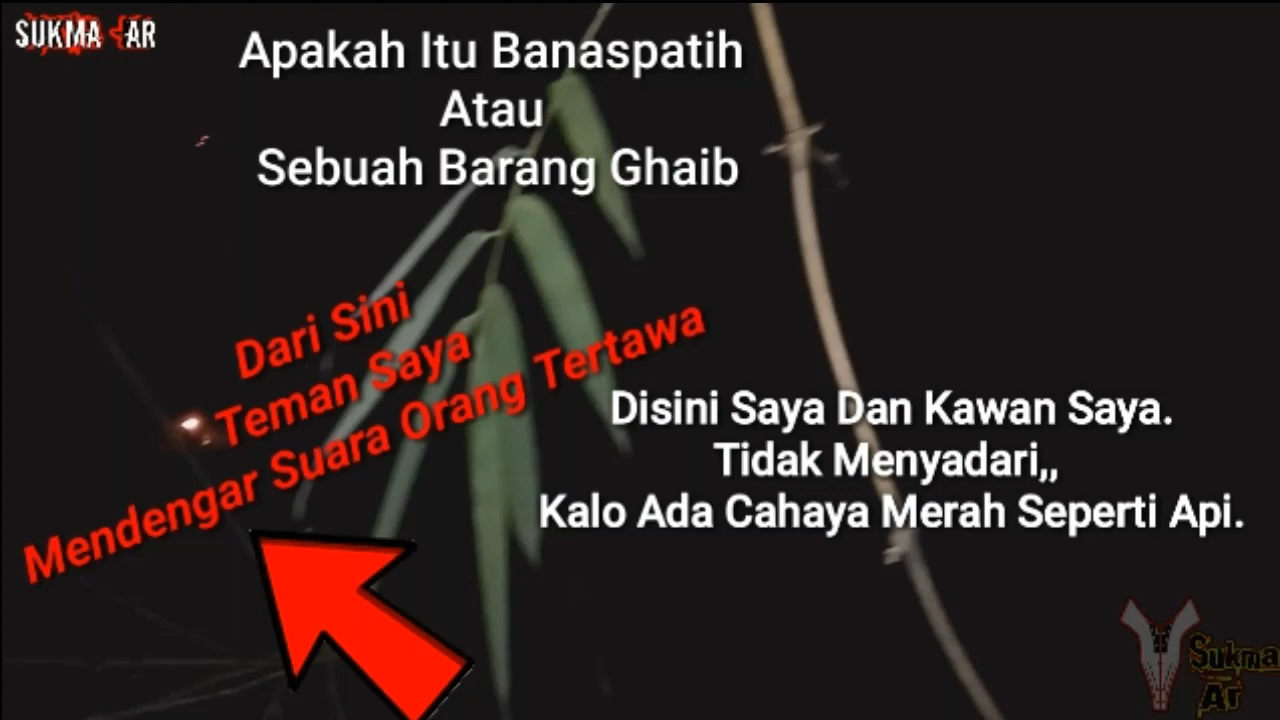 SUKMA AR
Apakah Itu Banaspatih
Atau
Sebuah Barang Ghaib
Dari Sini
Teman Saya
Mendengar Suara Orang Tertawa
Disini Saya Dan Kawan Saya.
Tidak Menyadari,,
Kalo Ada Cahaya Merah Seperti Api.
Sukma
Ar